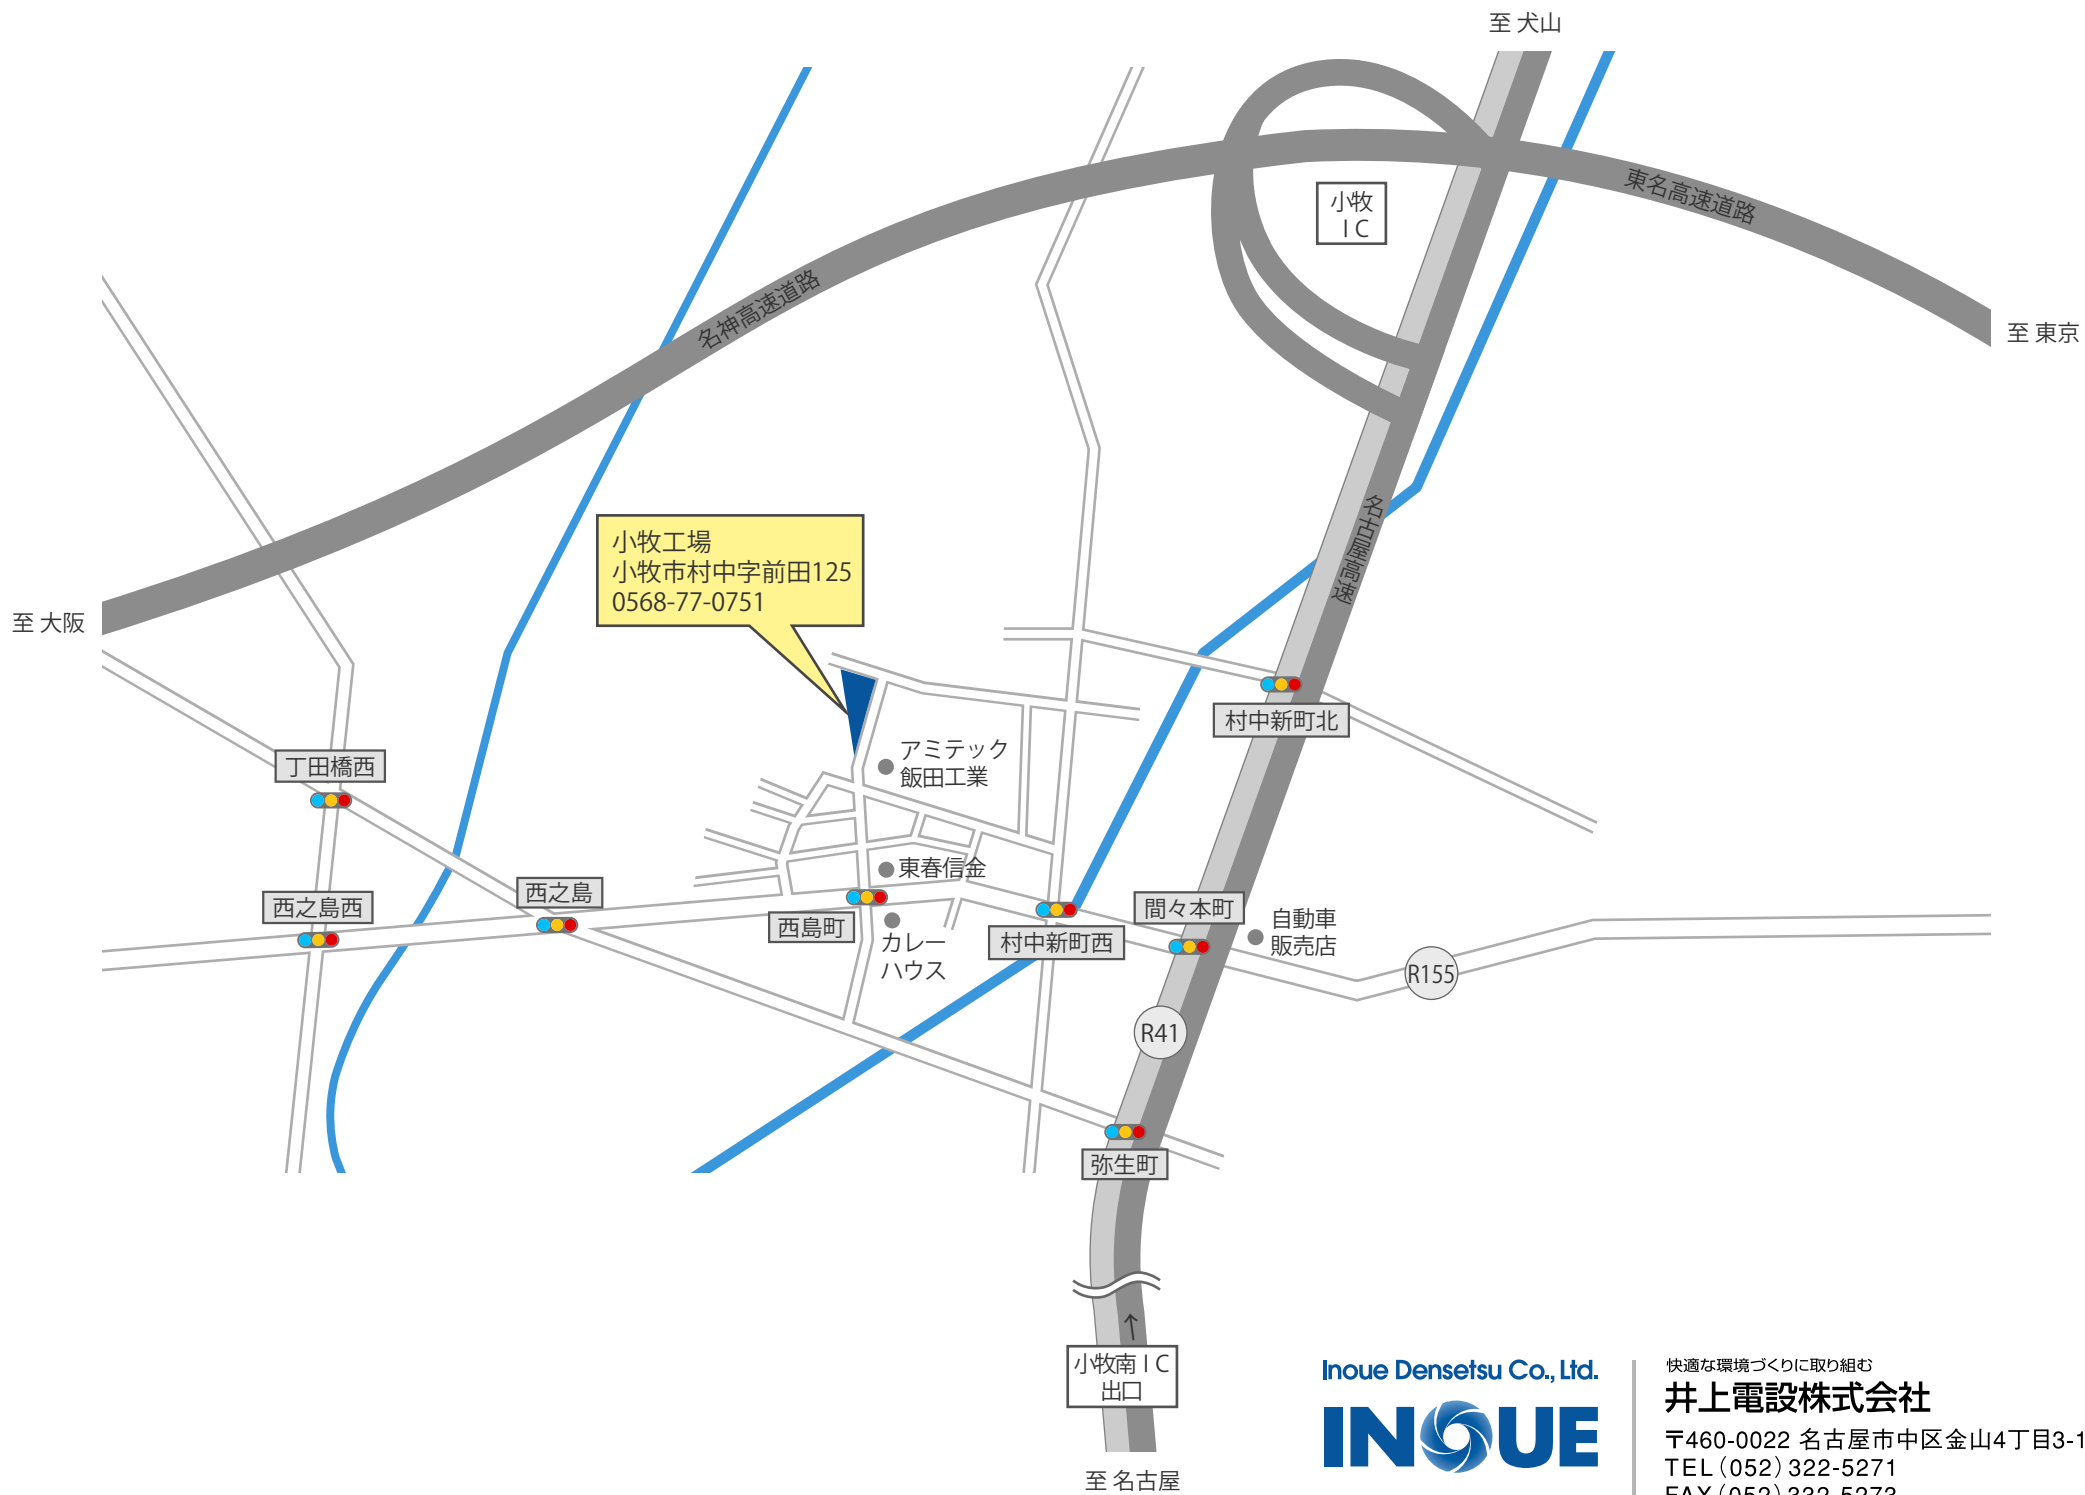 至 犬山
東名高速道路
小牧
I C
名神高速道路
至 東京
名古屋高速
小牧工場
小牧市村中字前田125
0568-77-0751
至 大阪
村中新町北
アミテック
飯田工業
丁田橋西
東春信金
西之島
西之島西
間々本町
西島町
自動車
販売店
カレー
ハウス
村中新町西
R155
R41
弥生町
小牧南 I C
出口
至 名古屋
Inoue Densetsu Co., Ltd.
INOUE
快適な環境づくりに取り組む
井上電設株式会社
〒460-0022 名古屋市中区金山4丁目3-1
TEL(052)322-5271
FAX(052)332-5273